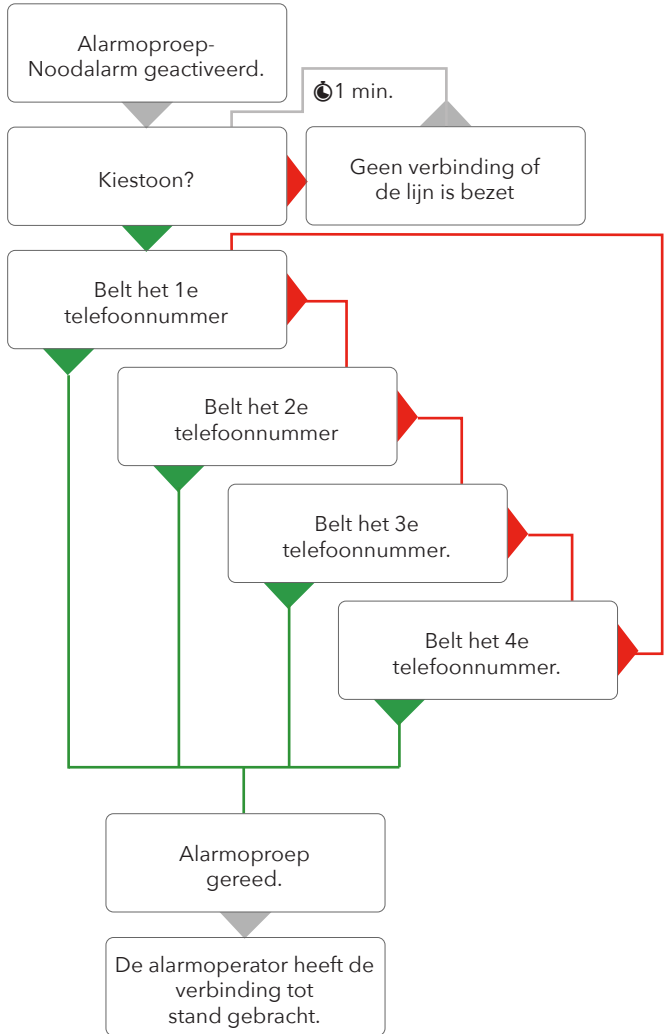 Alarmoproep-
Noodalarm geactiveerd.
1 min.
Kiestoon?
Geen verbinding of
de lijn is bezet
Belt het 1e
telefoonnummer
Belt het 2e
telefoonnummer
Belt het 3e
telefoonnummer.
Belt het 4e
telefoonnummer.
Alarmoproep
gereed.
De alarmoperator heeft de
verbinding tot
stand gebracht.